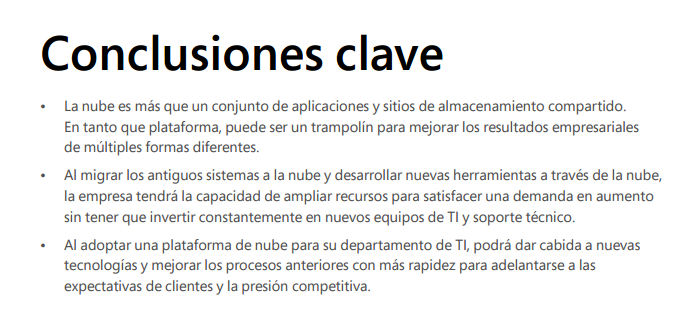 Conclusiones clave
• La nube es más que un conjunto de aplicaciones y sitios de almacenamiento compartido.
En tanto que plataforma, puede ser un trampolín para mejorar los resultados empresariales
de múltiples formas diferentes.
• Al migrar los antiguos sistemas a la nube y desarrollar nuevas herramientas a través de la nube,
la empresa tendrá la capacidad de ampliar recursos para satisfacer una demanda en aumento
sin tener que invertir constantemente en nuevos equipos de TI y soporte técnico.
• Al adoptar una plataforma de nube para su departamento de TI, podrá dar cabida a nuevas
tecnologías y mejorar los procesos anteriores con más rapidez para adelantarse a las
expectativas de clientes y la presión competitiva.